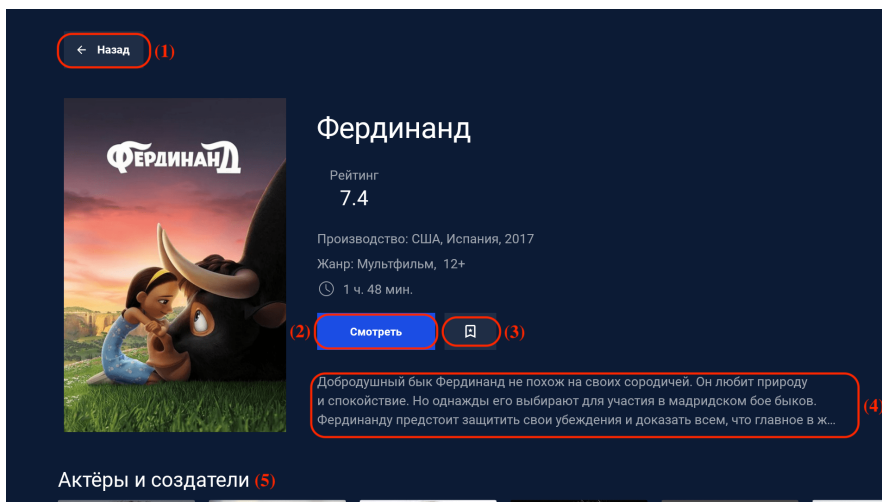 ← Назад (1)
ФЕРДИНАНД
Фердинанд
Рейтинг
7.4
Производство: США, Испания, 2017
Жанр: Мультфильм, 12+
1 ч. 48 мин.
(2) Смотреть (3)
Добродушный бык Фердинанд не похож на своих сородичей. Он любит природу
и спокойствие. Но однажды его выбирают для участия в мадридском бое быков. (4)
Фердинанду предстоит защитить свои убеждения и доказать всем, что главное в ж...
Актёры и создатели (5)